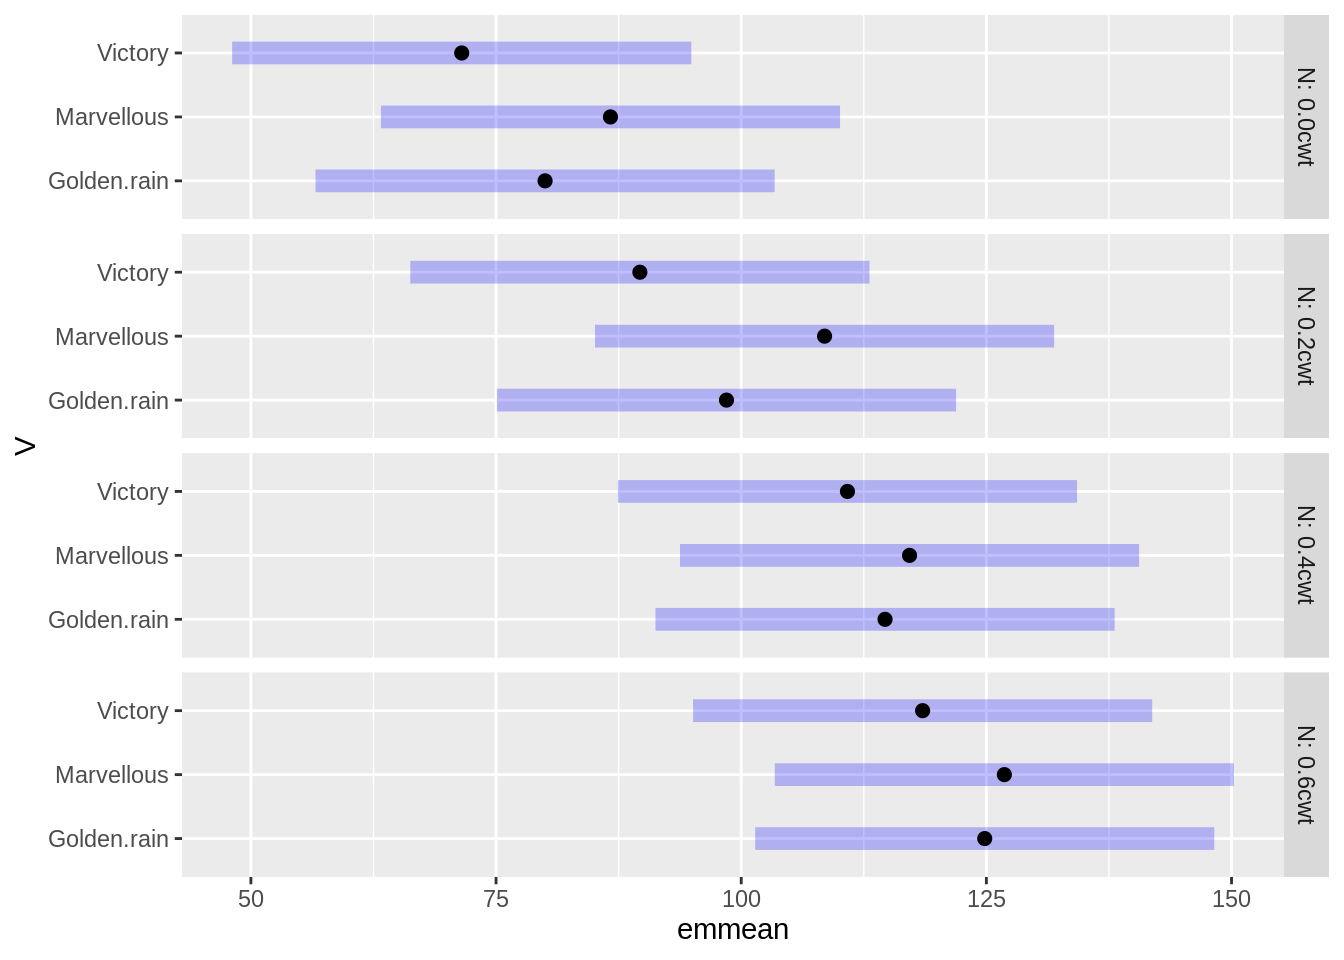 Victory
Marvellous
Golden.rain
N: 0.0cwt
Victory
Marvellous
Golden.rain
N: 0.2cwt
V
Victory
Marvellous
Golden.rain
N: 0.4cwt
Victory
Marvellous
Golden.rain
N: 0.6cwt
50 75 100 125 150
emmean